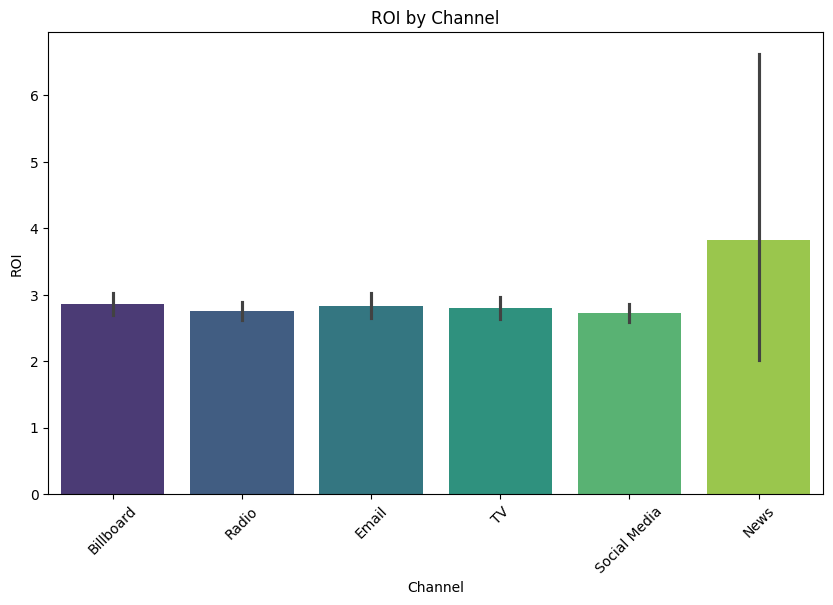 ROI by Channel
ROI
6
5
4
3
2
1
0
Billboard
Radio
Email
TV
Social Media
News
Channel